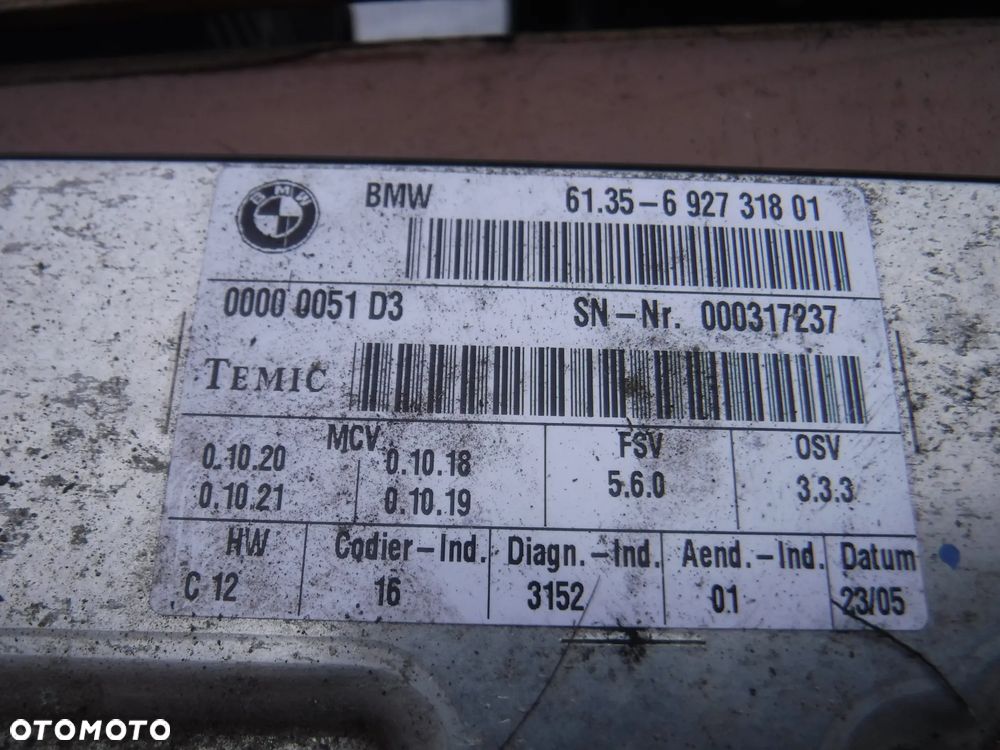 BMW BMW 61.35-6 927 318 01
0000 0051 D3 SN-Nr. 000317237
TEMIC
MCV FSV OSV
0.10.20 0.10.18 5.6.0 3.3.3
0.10.21 0.10.19
HW Codier-Ind. Diagn.-Ind. Aend.-Ind. Datum
C 12 16 3152 01 23/05
OTOMOTO